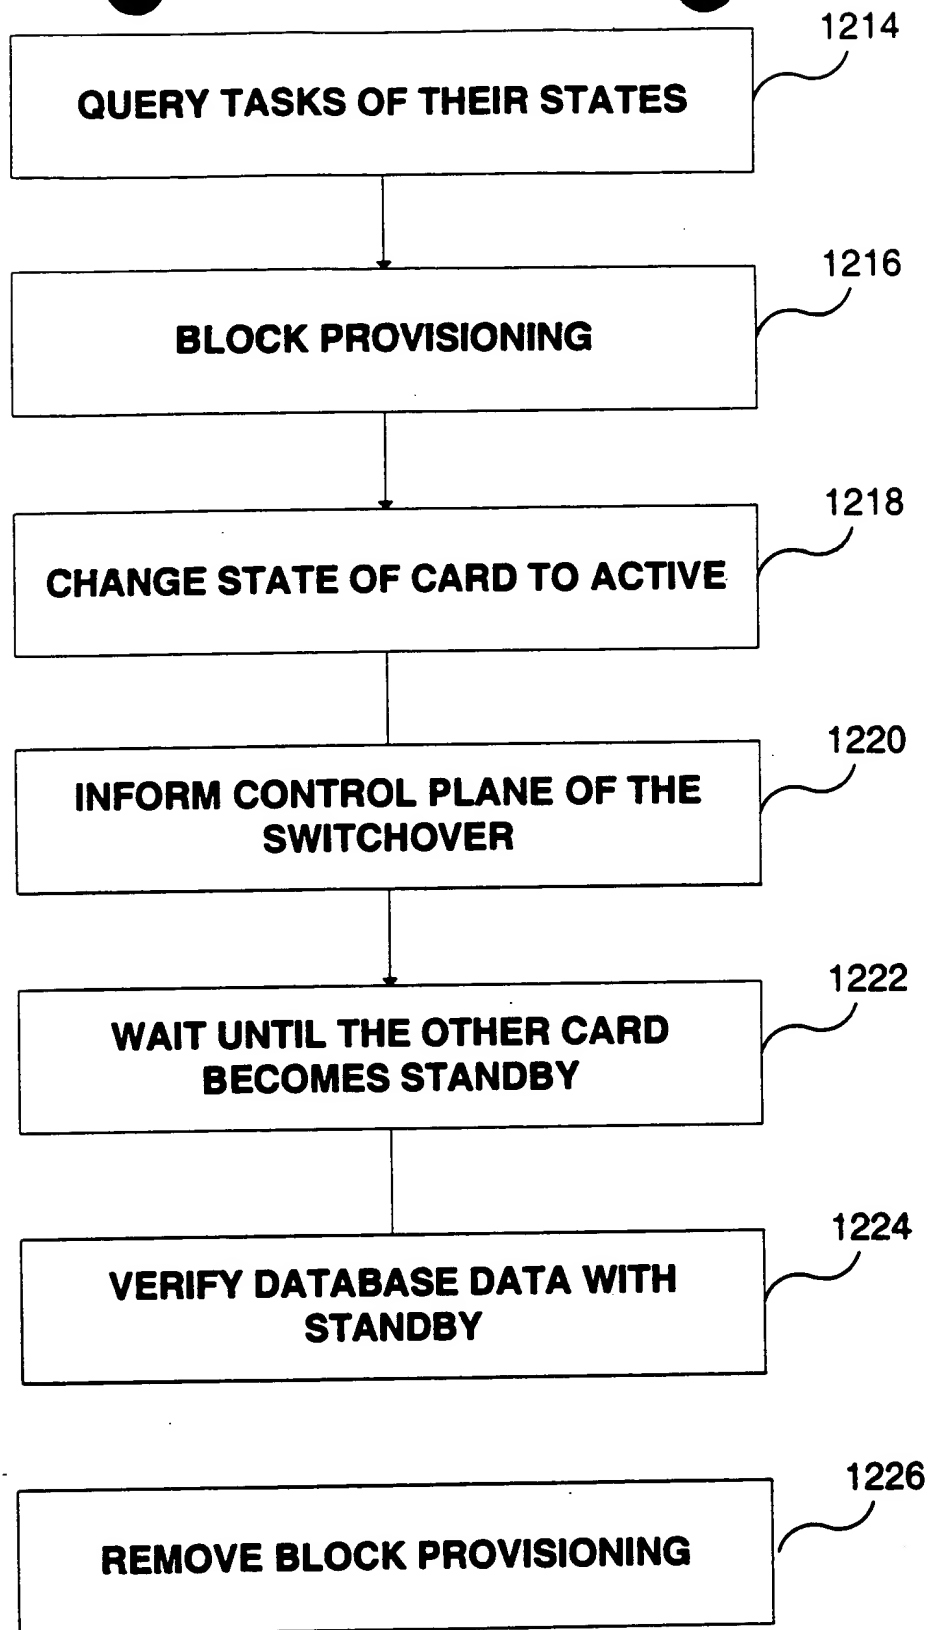 1214
QUERY TASKS OF THEIR STATES
1216
BLOCK PROVISIONING
1218
CHANGE STATE OF CARD TO ACTIVE
1220
INFORM CONTROL PLANE OF THE
SWITCHOVER
1222
WAIT UNTIL THE OTHER CARD
BECOMES STANDBY
1224
VERIFY DATABASE DATA WITH
STANDBY
1226
REMOVE BLOCK PROVISIONING